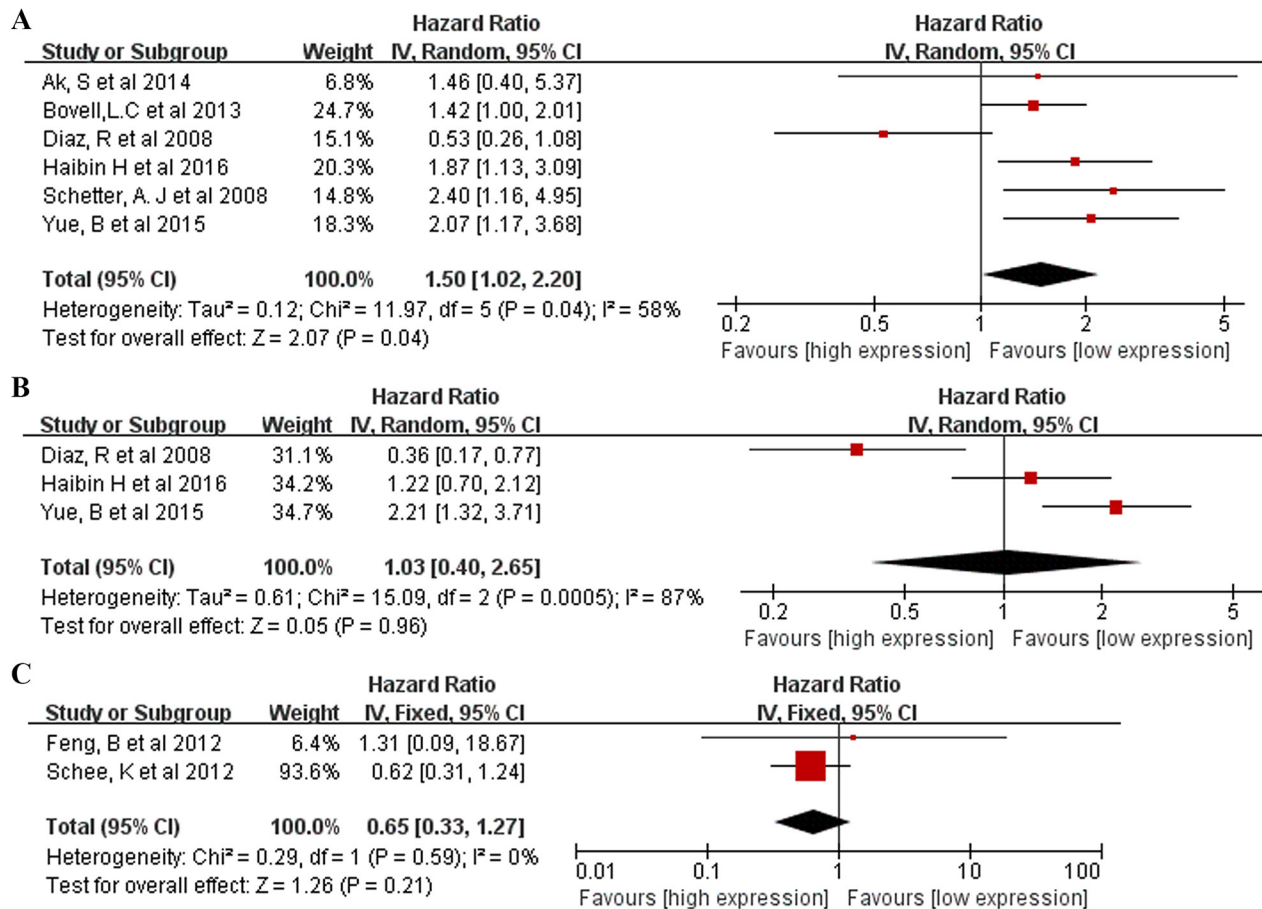 A
Hazard Ratio Hazard Ratio
Study or Subgroup Weight IV, Random, 95% CI IV, Random, 95% CI
Ak, S et al 2014 6.8% 1.46 [0.40, 5.37]
Bovell,L.C et al 2013 24.7% 1.42 [1.00, 2.01]
Diaz, R et al 2008 15.1% 0.53 [0.26, 1.08]
Haibin H et al 2016 20.3% 1.87 [1.13, 3.09]
Schetter, A. J et al 2008 14.8% 2.40 [1.16, 4.95]
Yue, B et al 2015 18.3% 2.07 [1.17, 3.68]
Total (95% CI) 100.0% 1.50 [1.02, 2.20]
Heterogeneity: Tau² = 0.12; Chi² = 11.97, df = 5 (P = 0.04); I² = 58%
Test for overall effect: Z = 2.07 (P = 0.04)
0.2 0.5 1 2 5
Favours [high expression] Favours [low expression]
B
Hazard Ratio Hazard Ratio
Study or Subgroup Weight IV, Random, 95% CI IV, Random, 95% CI
Diaz, R et al 2008 31.1% 0.36 [0.17, 0.77]
Haibin H et al 2016 34.2% 1.22 [0.70, 2.12]
Yue, B et al 2015 34.7% 2.21 [1.32, 3.71]
Total (95% CI) 100.0% 1.03 [0.40, 2.65]
Heterogeneity: Tau² = 0.61; Chi² = 15.09, df = 2 (P = 0.0005); I² = 87%
Test for overall effect: Z = 0.05 (P = 0.96)
0.2 0.5 1 2 5
Favours [high expression] Favours [low expression]
C
Hazard Ratio Hazard Ratio
Study or Subgroup Weight IV, Fixed, 95% CI IV, Fixed, 95% CI
Feng, B et al 2012 6.4% 1.31 [0.09, 18.67]
Schee, K et al 2012 93.6% 0.62 [0.31, 1.24]
Total (95% CI) 100.0% 0.65 [0.33, 1.27]
Heterogeneity: Chi² = 0.29, df = 1 (P = 0.59); I² = 0%
Test for overall effect: Z = 1.26 (P = 0.21)
0.01 0.1 1 10 100
Favours [high expression] Favours [low expression]